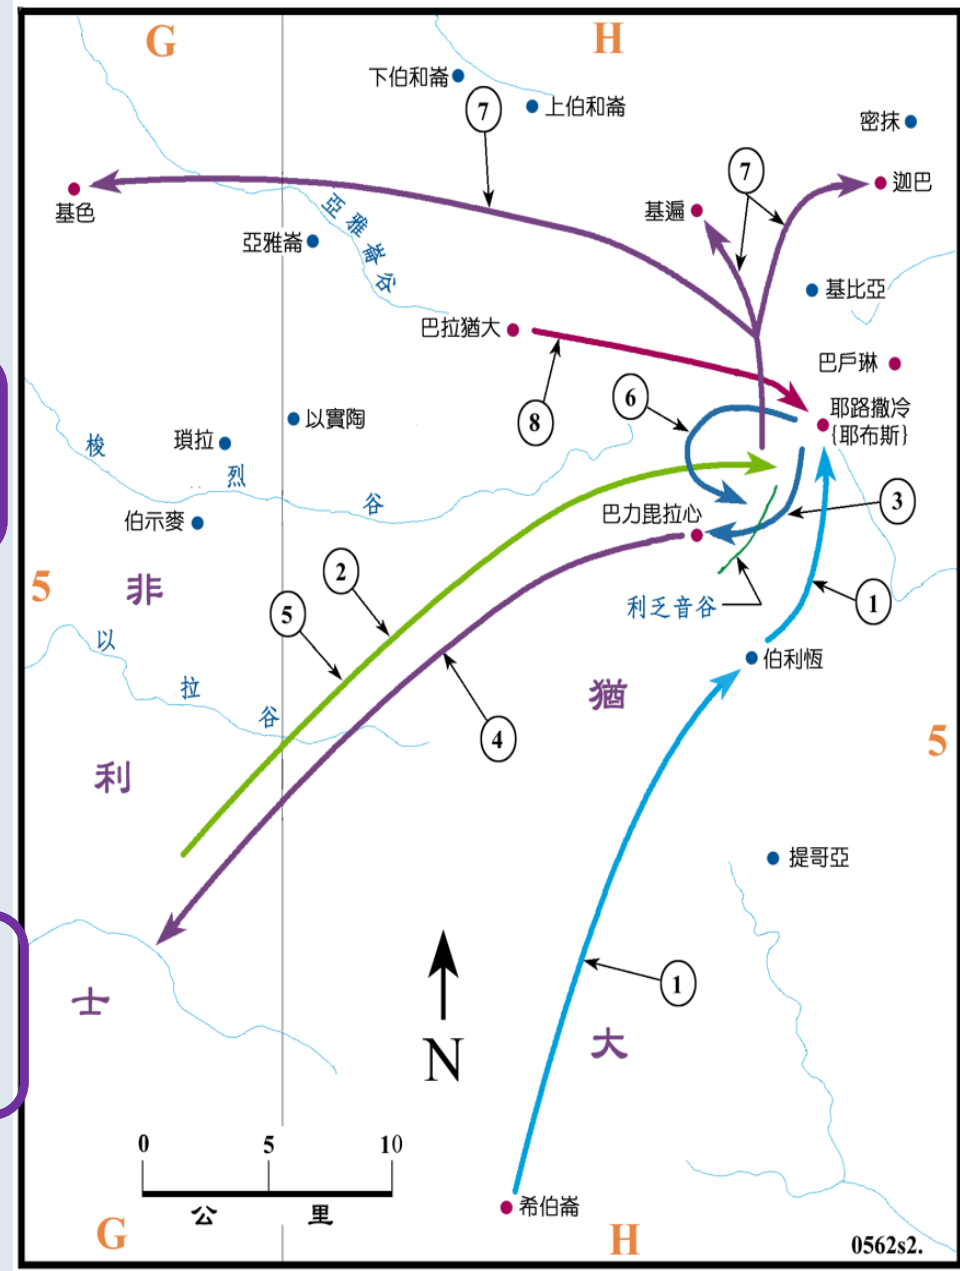 G
H
下伯和崙
上伯和崙
密抹
7
7
迦巴
基色
基遍
亞雅崙谷
亞雅崙
基比亞
巴拉猶大
巴戶琳
8
6
耶路撒冷
{耶布斯}
以實陶
瑣拉
梭烈谷
伯示麥
巴力毘拉心
3
5
非
2
利乏音谷
1
5
以拉谷
伯利恆
猶
4
5
利
提哥亞
士
1
大
N
0 5 10
公里
希伯崙
G
H
0562s2.